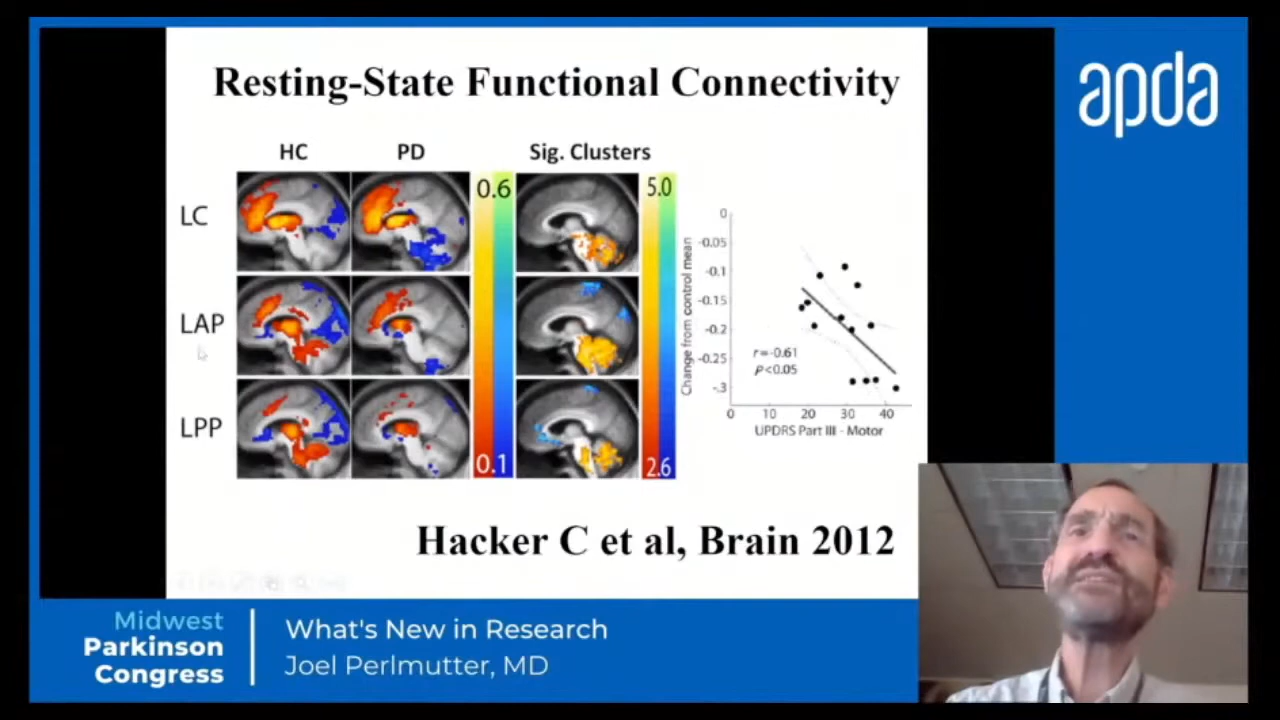 Resting-State Functional Connectivity
apda
HC
PD
Sig. Clusters
LC
LAP
LPP
0.6
0.1
5.0
2.6
Change from control mean
0
-0.05
-0.1
-0.15
-0.2
-0.25
-.3
r=-0.61
P<0.05
0 10 20 30 40
UPDRS Part III - Motor
Hacker C et al, Brain 2012
Midwest
Parkinson
Congress
What's New in Research
Joel Perlmutter, MD